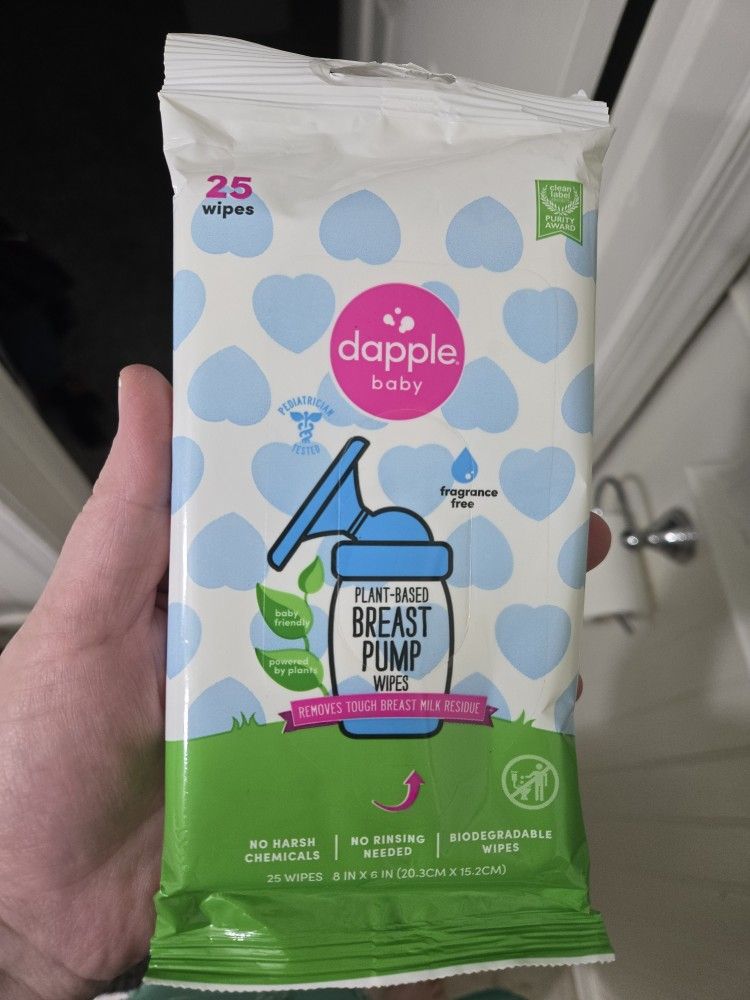 25
wipes
clean
label
PURITY
AWARD
dapple
baby
PEDIATRICIAN
TESTED
fragrance
free
PLANT-BASED
BREAST
PUMP
WIPES
baby
friendly
powered
by plants
REMOVES TOUGH BREAST MILK RESIDUE
NO HARSH
CHEMICALS
NO RINSING
NEEDED
BIODEGRADABLE
WIPES
25 WIPES 8 IN X 6 IN (20.3CM X 15.2CM)